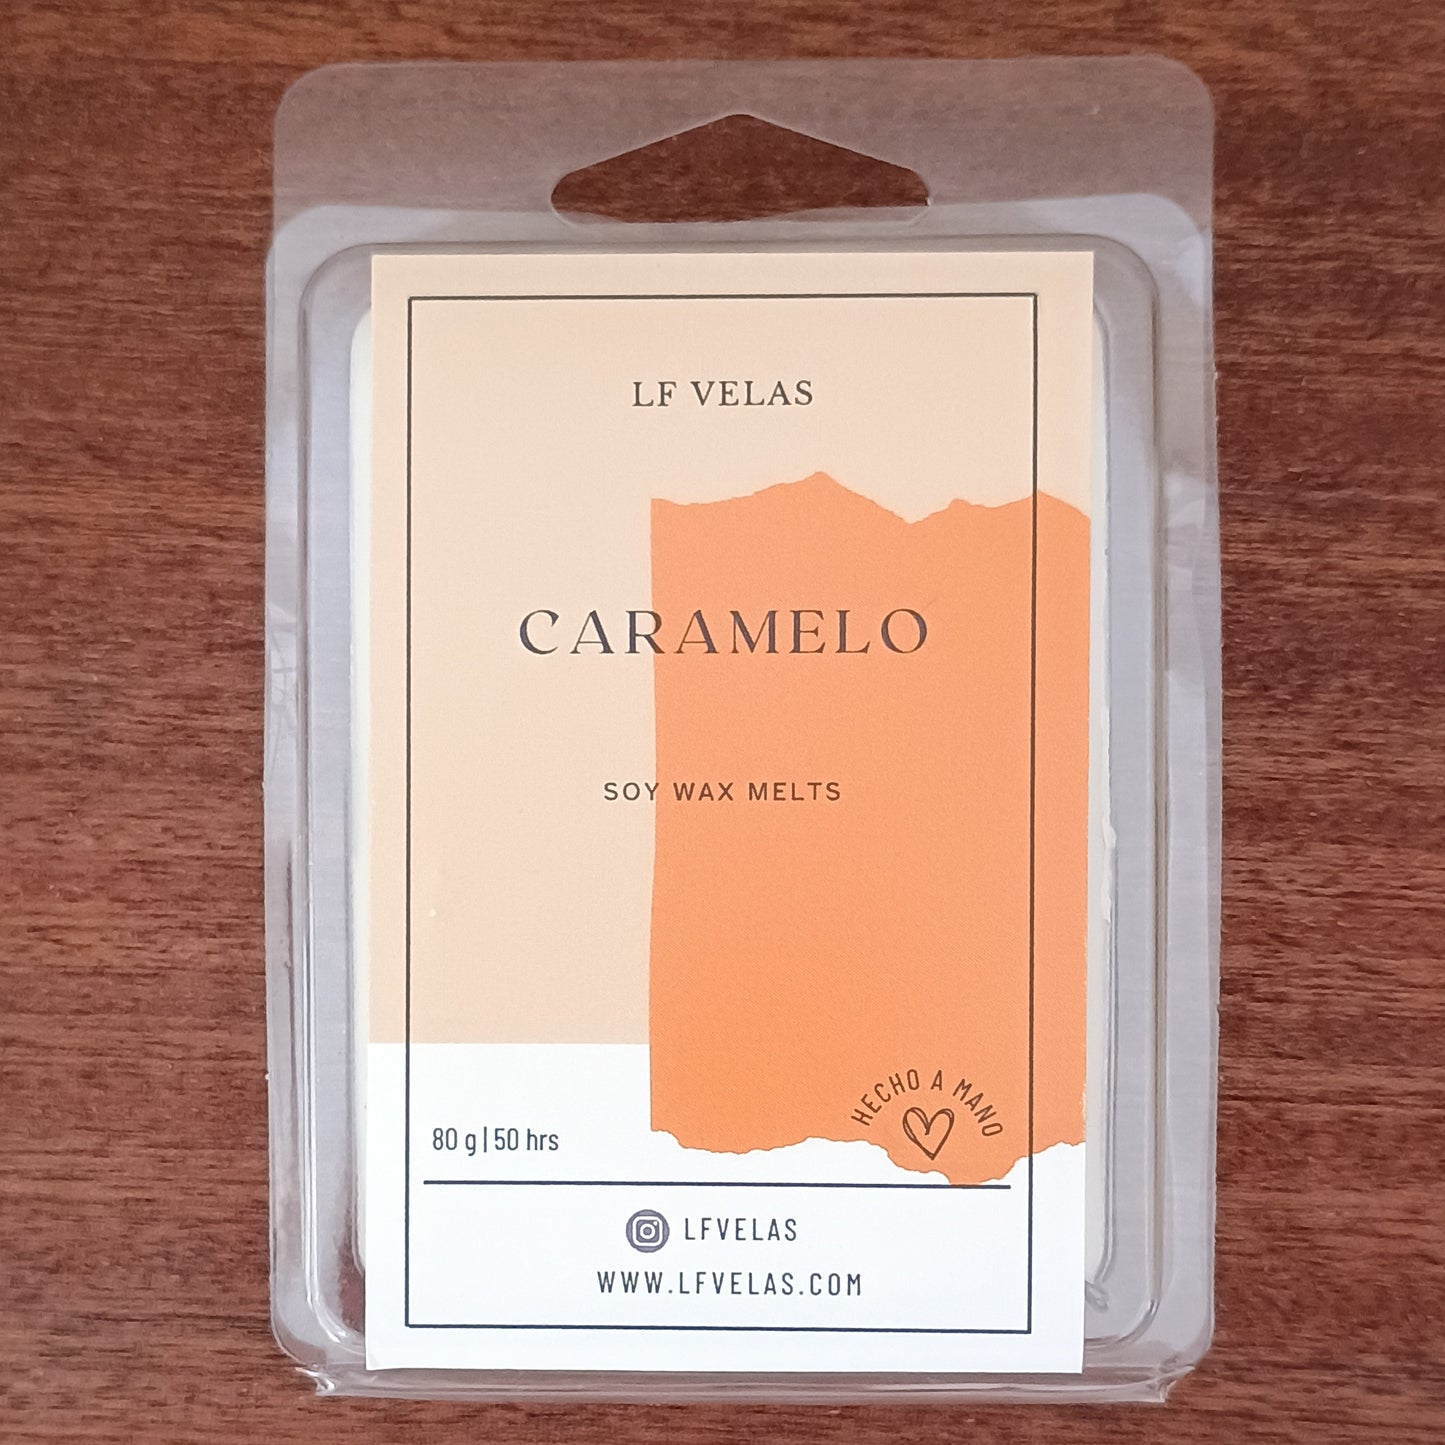 LF VELAS
CARAMELO
SOY WAX MELTS
HECHO A MANO
80 g | 50 hrs
LFVELAS
WWW.LFVELAS.COM